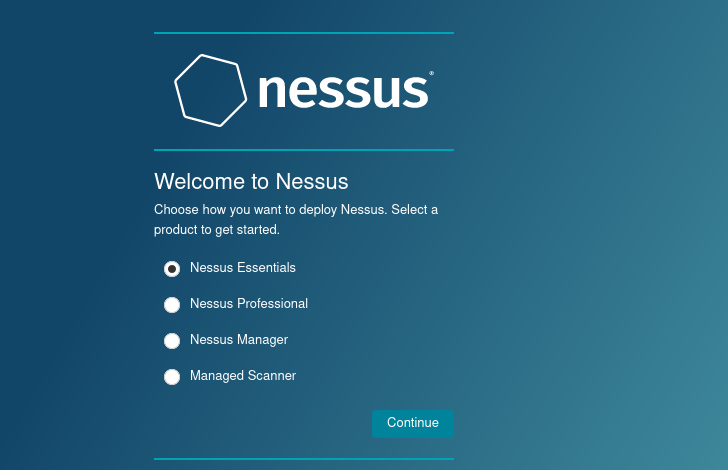 nessus®
Welcome to Nessus
Choose how you want to deploy Nessus. Select a
product to get started.
Nessus Essentials
Nessus Professional
Nessus Manager
Managed Scanner
Continue